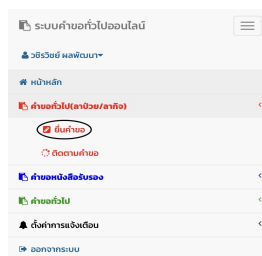 ระบบคำขอทั่วไปออนไลน์
วชิรวิชย์ ผลพัฒนา
หน้าหลัก
คำขอทั่วไป(ลาป่วย/ลากิจ)
ยื่นคำขอ
ติดตามคำขอ
คำขอหนังสือรับรอง
คำขอทั่วไป
ตั้งค่าการแจ้งเตือน
ออกจากระบบ